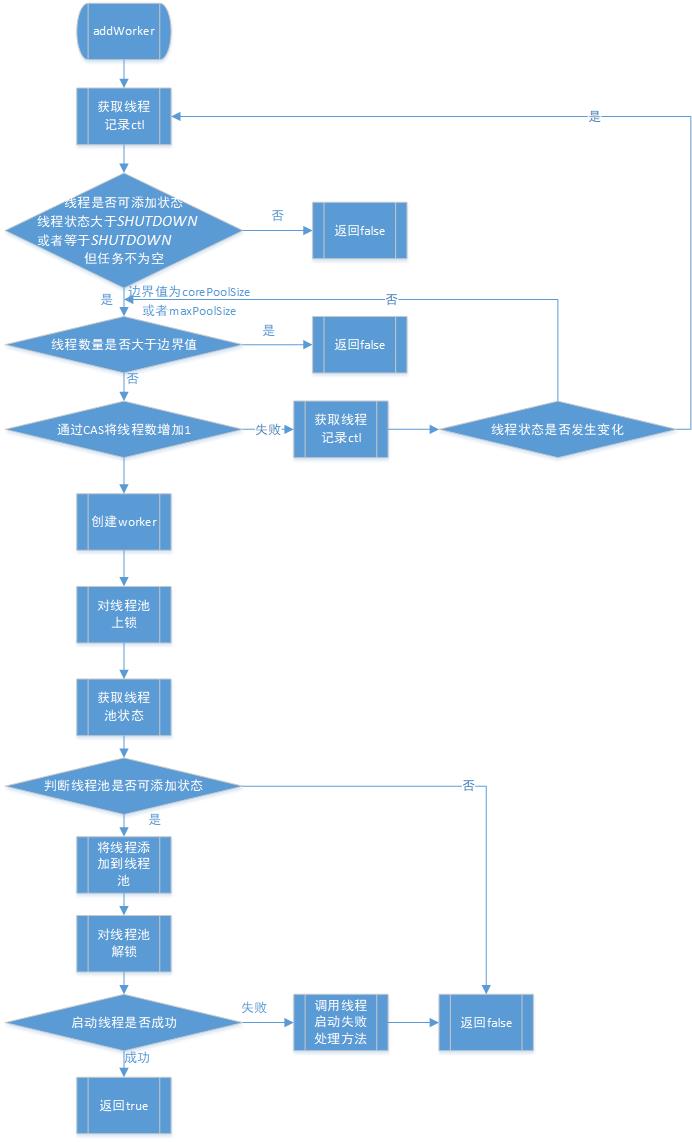 addWorker
获取线程
记录ctl
是
线程是否可添加状态
线程状态大于SHUTDOWN
或者等于SHUTDOWN
但任务不为空
否
返回false
是
边界值为corePoolSize
或者maxPoolSize
否
线程数量是否大于边界值
是
返回false
否
通过CAS将线程数增加1
失败
获取线程
记录ctl
线程状态是否发生变化
创建worker
对线程池
上锁
获取线程
池状态
判断线程池是否可添加状态
否
是
将线程添
加到线程
池
对线程池
解锁
启动线程是否成功
失败
调用线程
启动失败
处理方法
返回false
成功
返回true